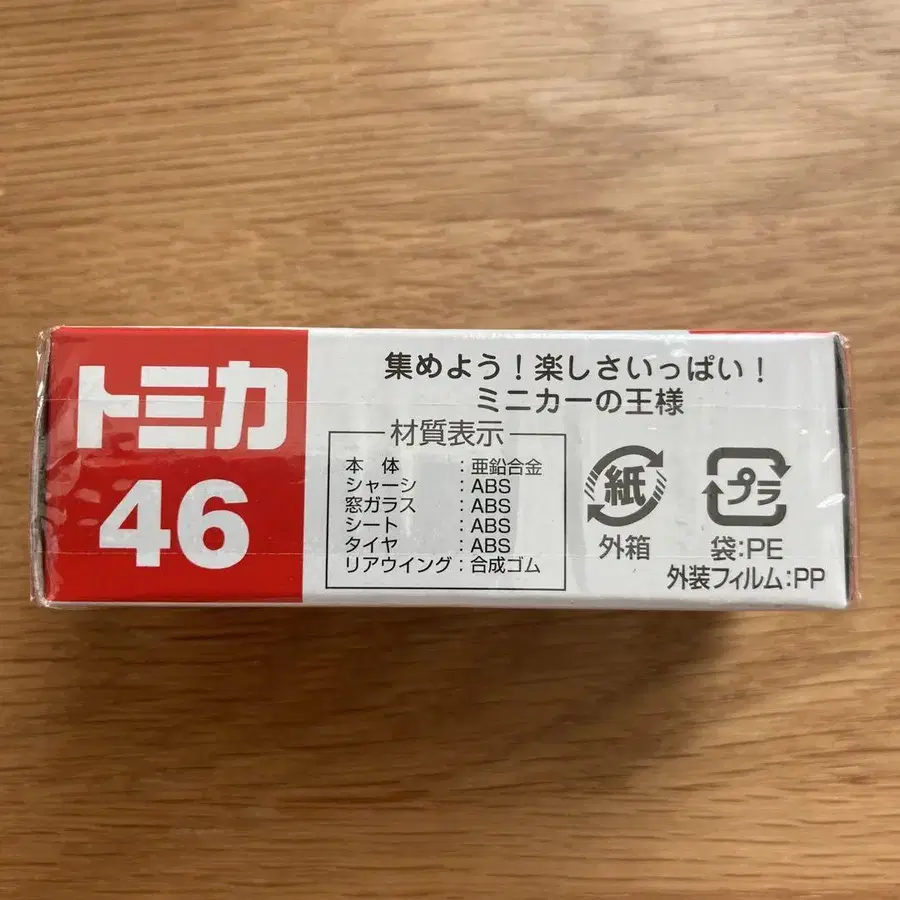 トミカ
46
集めよう！楽しさいっぱい！
ミニカーの王様
材質表示
本　体　：亜鉛合金
シャーシ　：ABS
窓ガラス　：ABS
シート　：ABS
タイヤ　：ABS
リアウイング：合成ゴム
紙
外箱
プラ
袋：PE
外装フィルム：PP